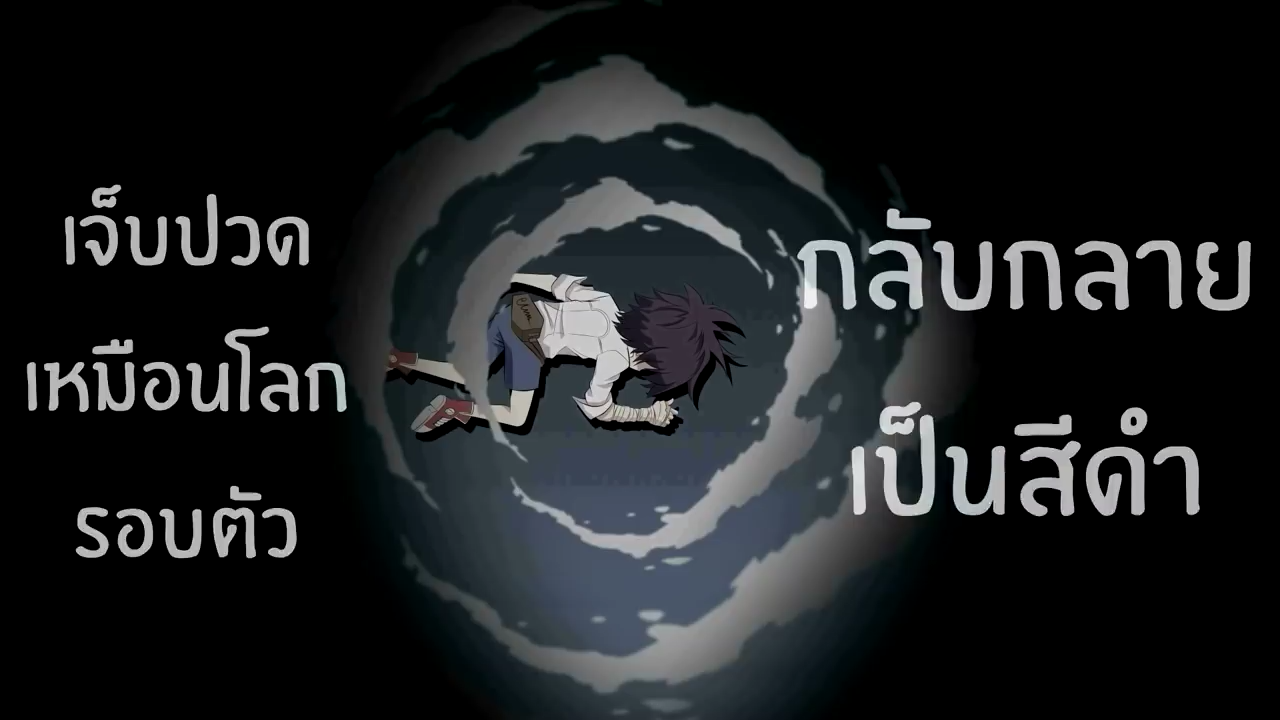 เจ็บปวด
เหมือนโลก
รอบตัว
กลับกลาย
เป็นสีดำ